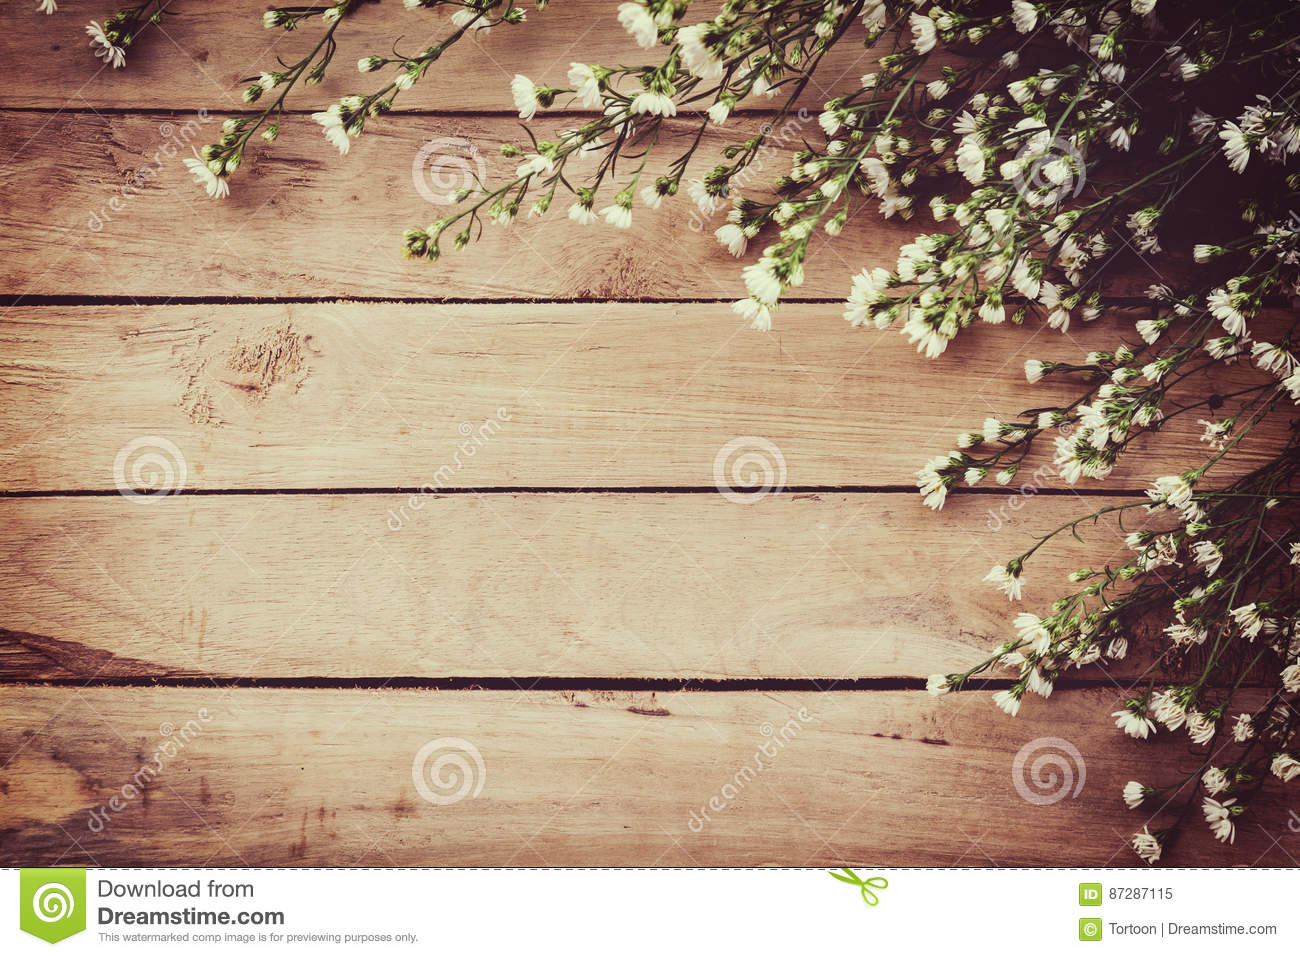 dreamstime
dreamstime
dreamstime
dreamstime
dreamstime
dreamstime
Download from
Dreamstime.com
This watermarked comp image is for previewing purposes only.
ID 87287115
© Tortoon | Dreamstime.com